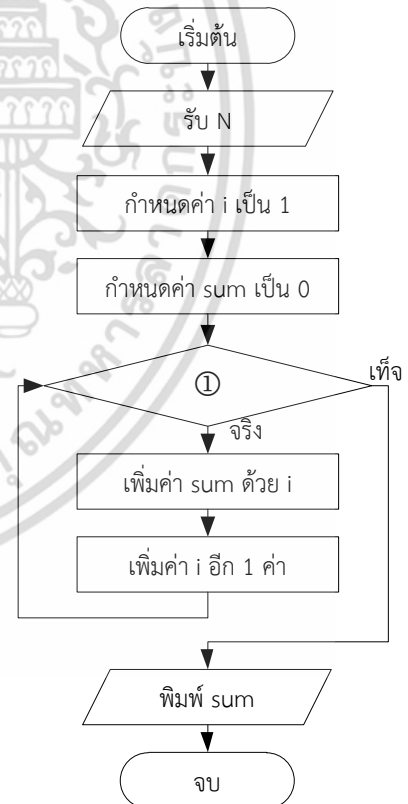 เริ่มต้น
รับ N
กำหนดค่า i เป็น 1
กำหนดค่า sum เป็น 0
①
เท็จ
จริง
เพิ่มค่า sum ด้วย i
เพิ่มค่า i อีก 1 ค่า
พิมพ์ sum
จบ